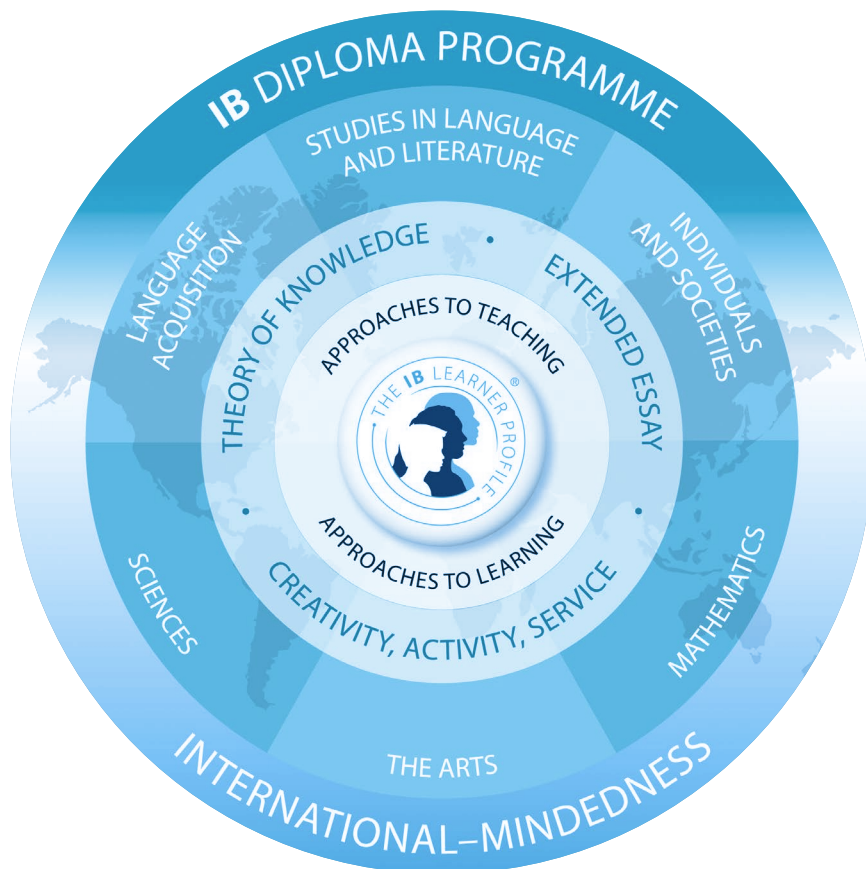 IB DIPLOMA PROGRAMME
STUDIES IN LANGUAGE
AND LITERATURE
LANGUAGE
ACQUISITION
INDIVIDUALS
AND SOCIETIES
THEORY OF KNOWLEDGE
•
EXTENDED ESSAY
APPROACHES TO TEACHING
THE IB LEARNER PROFILE®
APPROACHES TO LEARNING
•
•
CREATIVITY, ACTIVITY, SERVICE
SCIENCES
MATHEMATICS
THE ARTS
INTERNATIONAL–MINDEDNESS